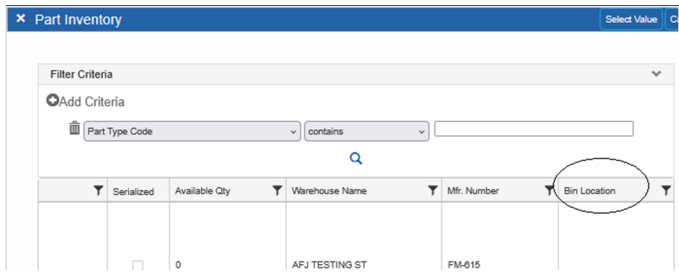 × Part Inventory Select Value
Filter Criteria
Add Criteria
Part Type Code contains
Serialized Available Qty Warehouse Name Mfr. Number Bin Location
0 AFJ TESTING ST FM-615